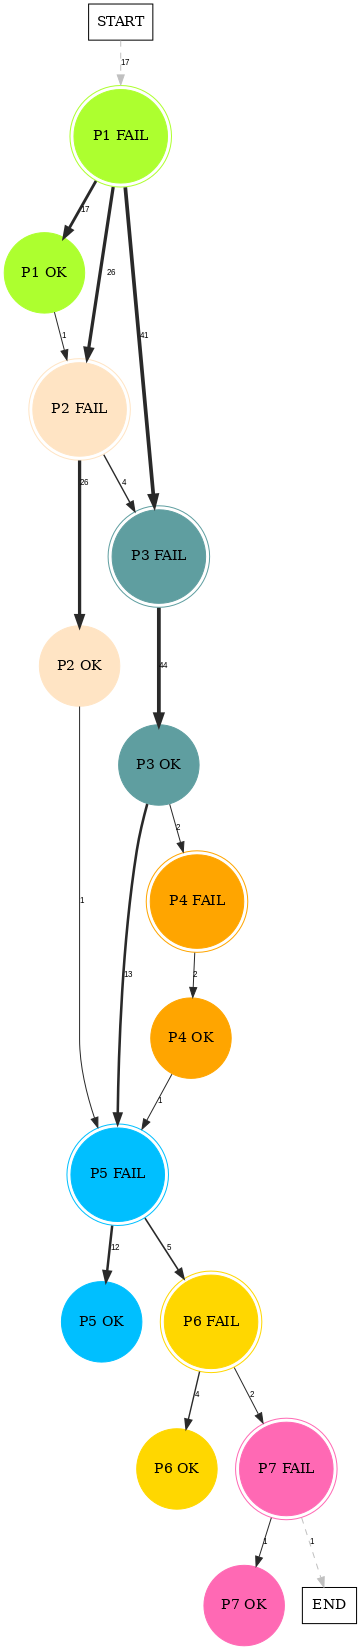 START
17
P1 FAIL
17
26
41
P1 OK
1
P2 FAIL
26
4
P3 FAIL
44
P2 OK
P3 OK
2
P4 FAIL
1
13
2
P4 OK
1
P5 FAIL
12
5
P5 OK
P6 FAIL
4
2
P6 OK
P7 FAIL
1
1
P7 OK
END